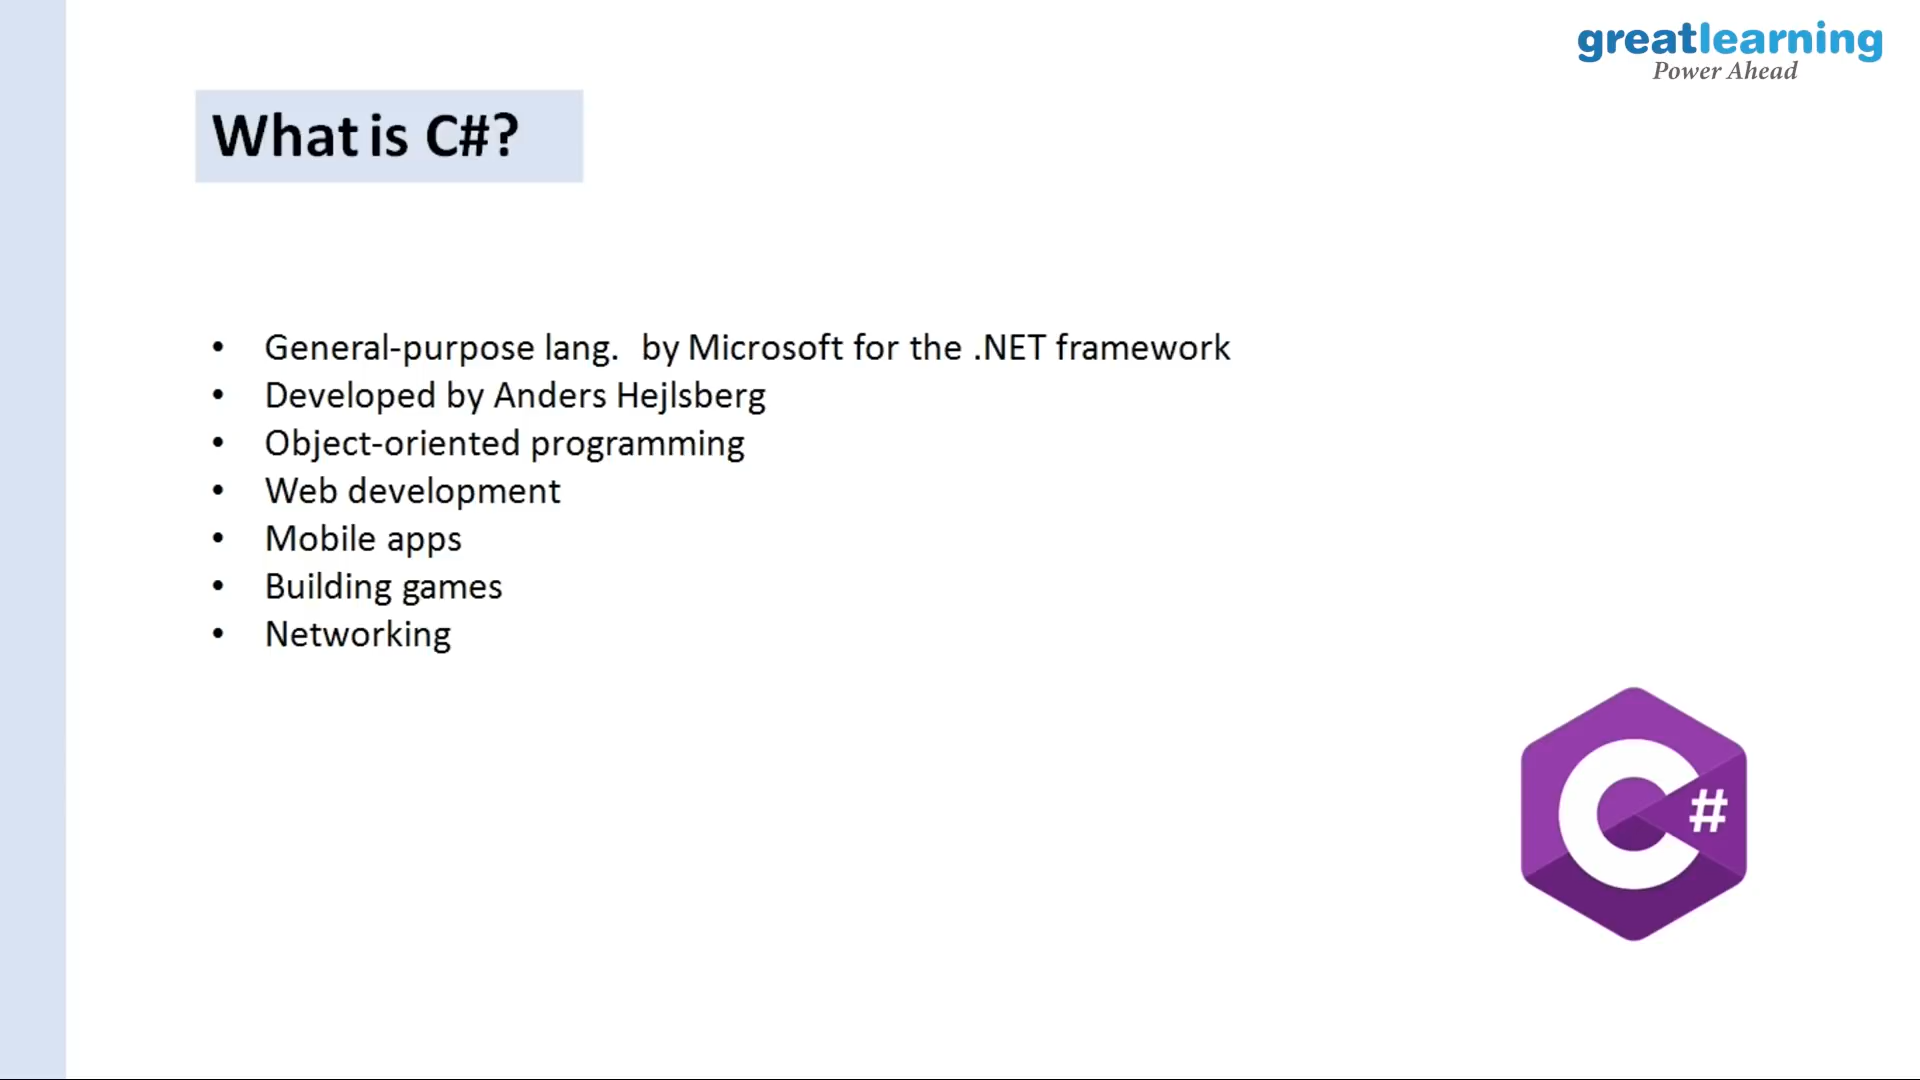 greatlearning
Power Ahead
What is C#?
• General-purpose lang. by Microsoft for the .NET framework
• Developed by Anders Hejlsberg
• Object-oriented programming
• Web development
• Mobile apps
• Building games
• Networking
C#